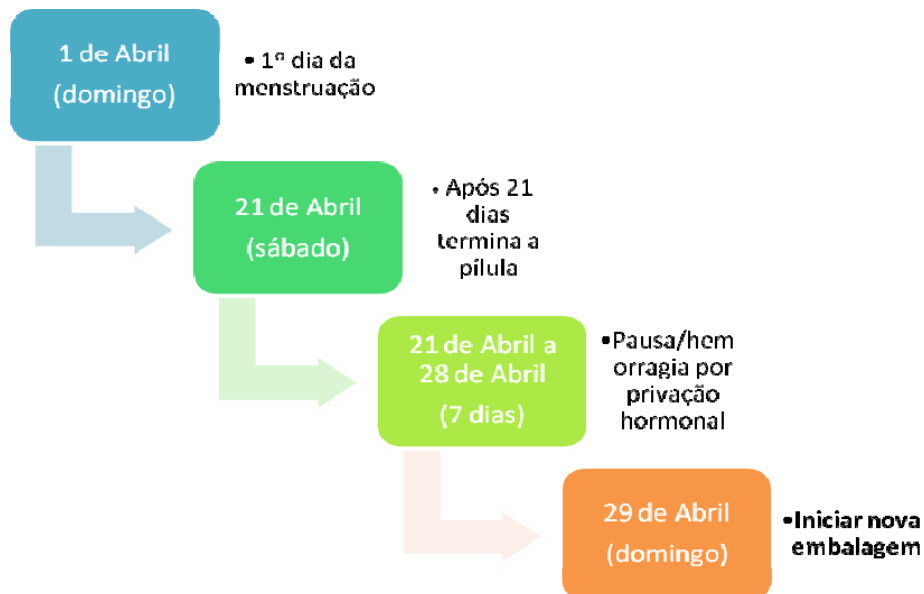 1 de Abril
(domingo)
• 1º dia da
menstruação
21 de Abril
(sábado)
• Após 21
dias
termina a
pílula
21 de Abril a
28 de Abril
(7 dias)
•Pausa/hem
orragia por
privação
hormonal
29 de Abril
(domingo)
•Iniciar nova
embalagem